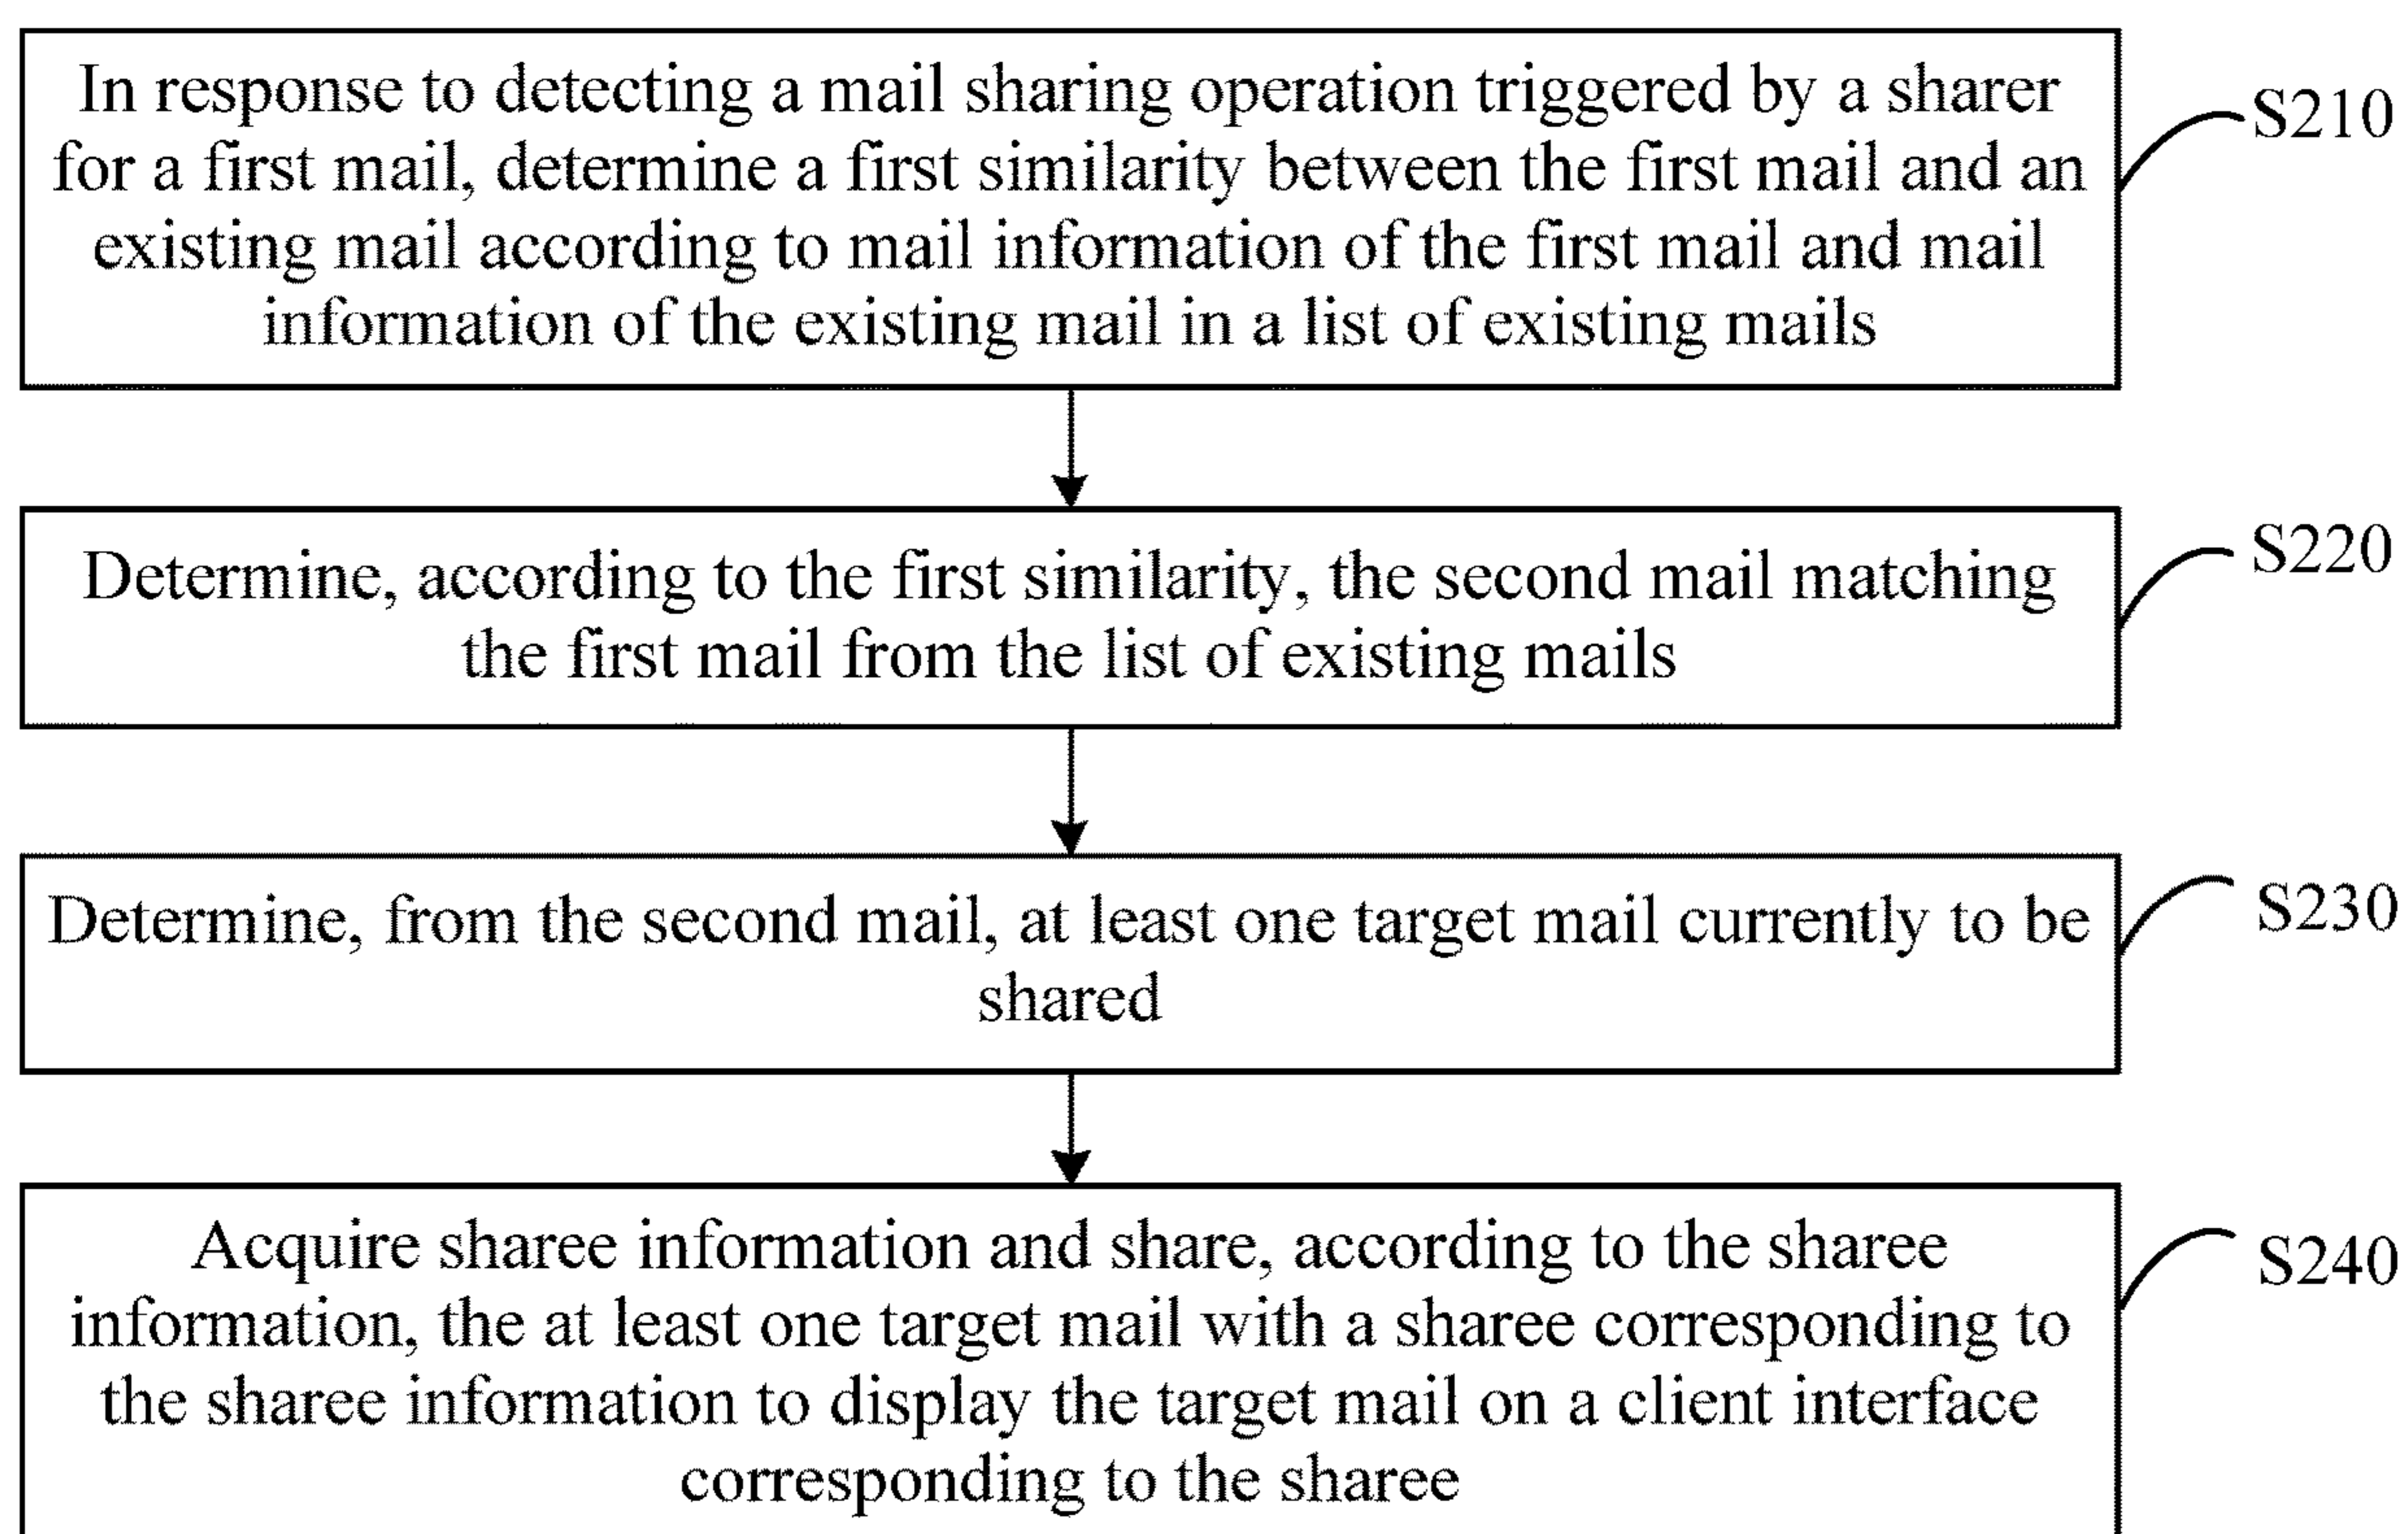 In response to detecting a mail sharing operation triggered by a sharer
for a first mail, determine a first similarity between the first mail and an
existing mail according to mail information of the first mail and mail
information of the existing mail in a list of existing mails
S210
Determine, according to the first similarity, the second mail matching
the first mail from the list of existing mails
S220
Determine, from the second mail, at least one target mail currently to be
shared
S230
Acquire sharee information and share, according to the sharee
information, the at least one target mail with a sharee corresponding to
the sharee information to display the target mail on a client interface
corresponding to the sharee
S240